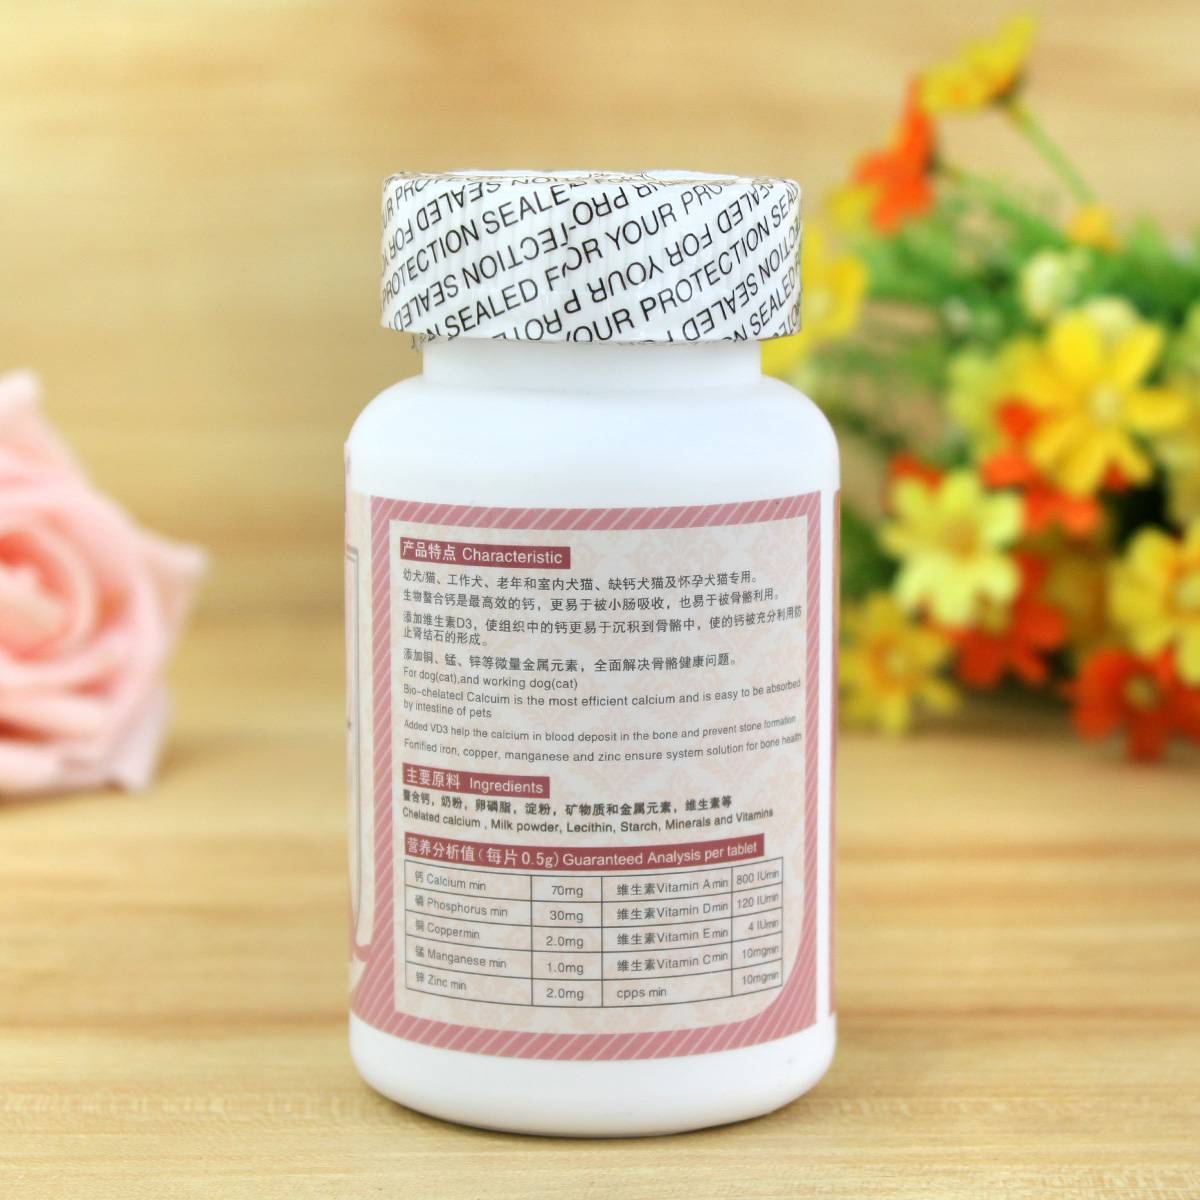 SEALED FOR YOUR PROTECTION SEALED FOR YOUR PROTECTION
产品特点 Characteristic
幼犬/猫、工作犬、老年和室内犬猫、缺钙犬猫及怀孕犬猫专用。
生物螯合钙是最高效的钙，更易于被小肠吸收，也易于被骨骼利用。
添加维生素D3，使组织中的钙更易于沉积到骨骼中，使的钙被充分利用防
止肾结石的形成。
添加铜、锰、锌等微量金属元素，全面解决骨骼健康问题。
For dog(cat),and working dog(cat)
Bio-chelatecl Calcuim is the most efficient calcium and is easy to be absorbed
by intestine of pets
Added VD3 help the calcium in blood deposit in the bone and prevent stone formation
Fortified iron, copper, manganese and zinc ensure system solution for bone health
主要原料 Ingredients
螯合钙，奶粉，卵磷脂，淀粉，矿物质和金属元素，维生素等
Chelated calcium , Milk powder, Lecithin, Starch, Minerals and Vitamins
营养分析值（每片0.5g）Guaranteed Analysis per tablet
钙 Calcium min 70mg 维生素Vitamin Amin 800 IUmin
磷 Phosphorus min 30mg 维生素Vitamin Dmin 120 IUmin
铜 Coppermin 2.0mg 维生素Vitamin Emin 4 IUmin
锰 Manganese min 1.0mg 维生素Vitamin Cmin 10mgmin
锌 Zinc min 2.0mg cpps min 10mgmin